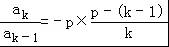 a_k / a_{k-1} = -p × p-(k-1) / k